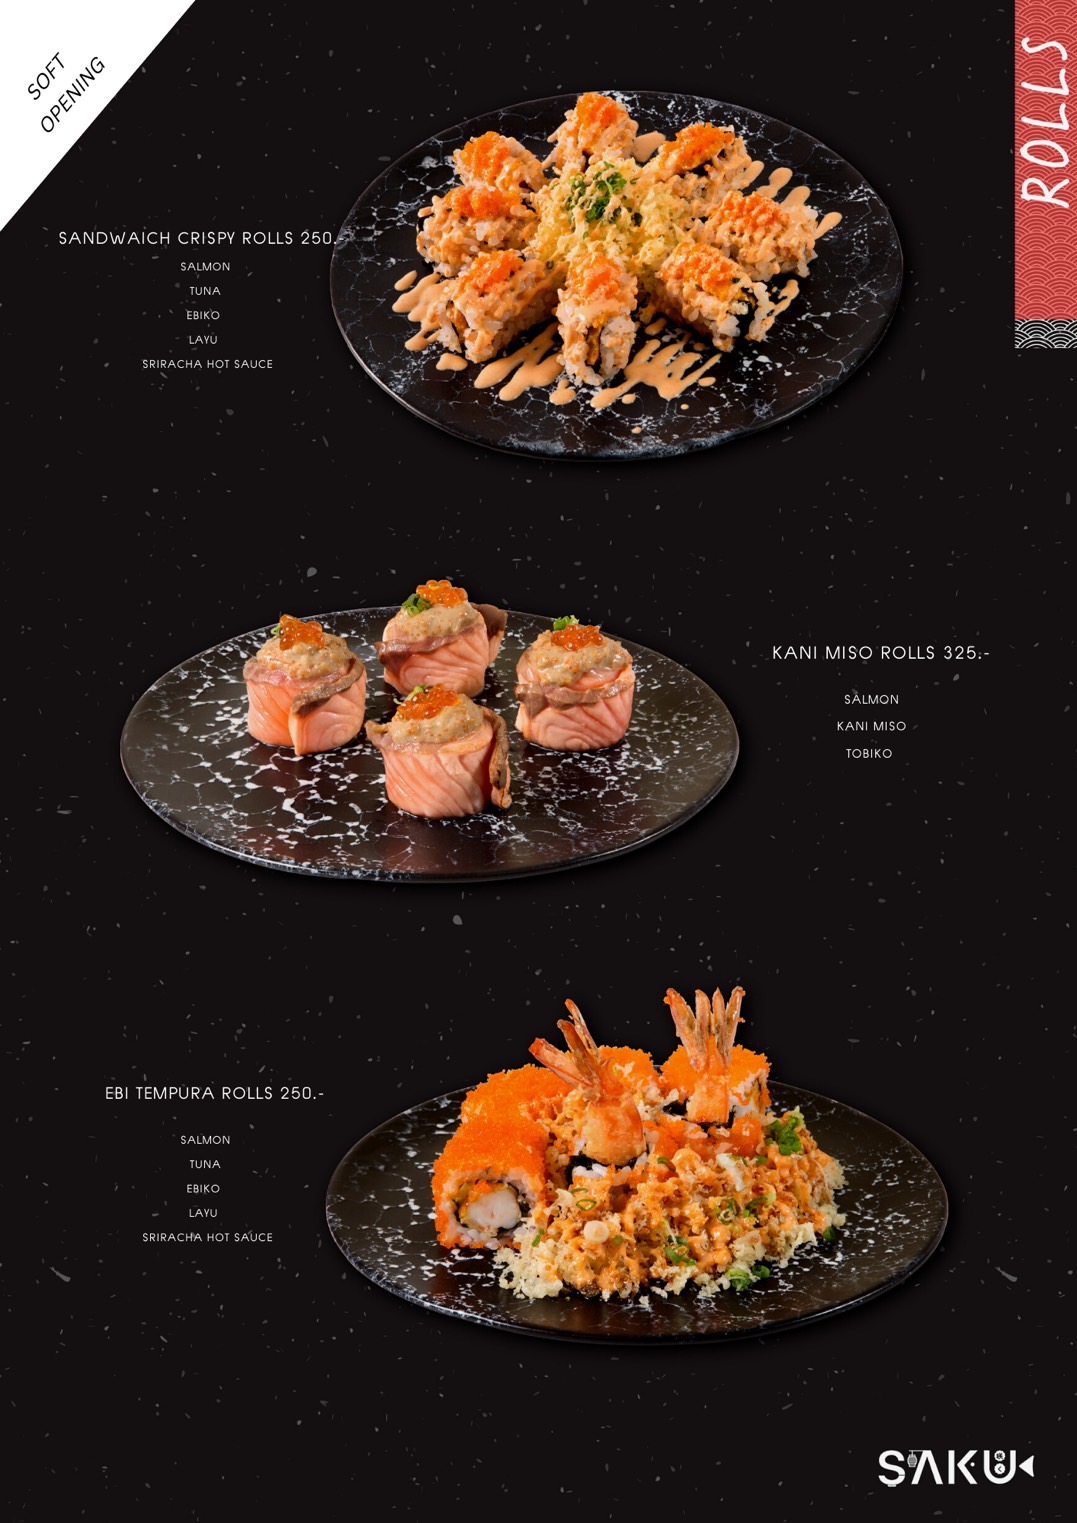 SOFT
OPENING
ROLLS
SANDWAICH CRISPY ROLLS 250.-
SALMON
TUNA
EBIKO
LAYU
SRIRACHA HOT SAUCE
KANI MISO ROLLS 325.-
SALMON
KANI MISO
TOBIKO
EBI TEMPURA ROLLS 250.-
SALMON
TUNA
EBIKO
LAYU
SRIRACHA HOT SAUCE
SAKU